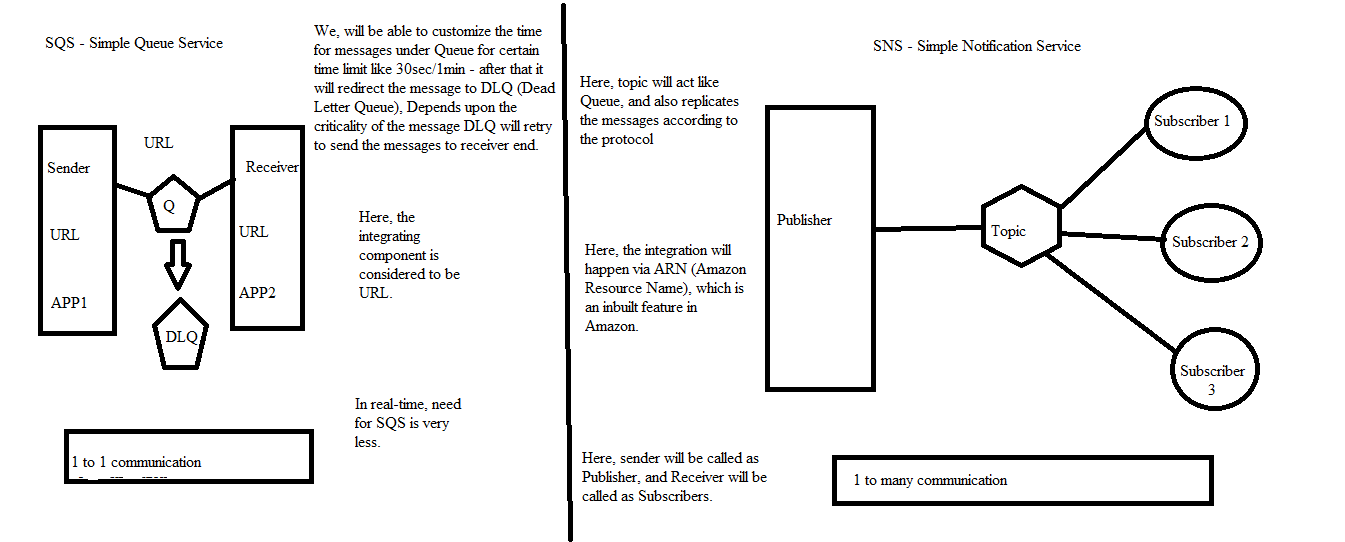 SQS - Simple Queue Service
We, will be able to customize the time
for messages under Queue for certain
time limit like 30sec/1min - after that it
will redirect the message to DLQ (Dead
Letter Queue), Depends upon the
criticality of the message DLQ will retry
to send the messages to receiver end.
URL
Sender
URL
APP1
Q
DLQ
Receiver
URL
APP2
Here, the
integrating
component is
considered to be
URL.
In real-time, need
for SQS is very
less.
1 to 1 communication
SNS - Simple Notification Service
Here, topic will act like
Queue, and also replicates
the messages according to
the protocol
Here, the integration will
happen via ARN (Amazon
Resource Name), which is
an inbuilt feature in
Amazon.
Here, sender will be called as
Publisher, and Receiver will be
called as Subscribers.
Publisher
Topic
Subscriber 1
Subscriber 2
Subscriber
3
1 to many communication